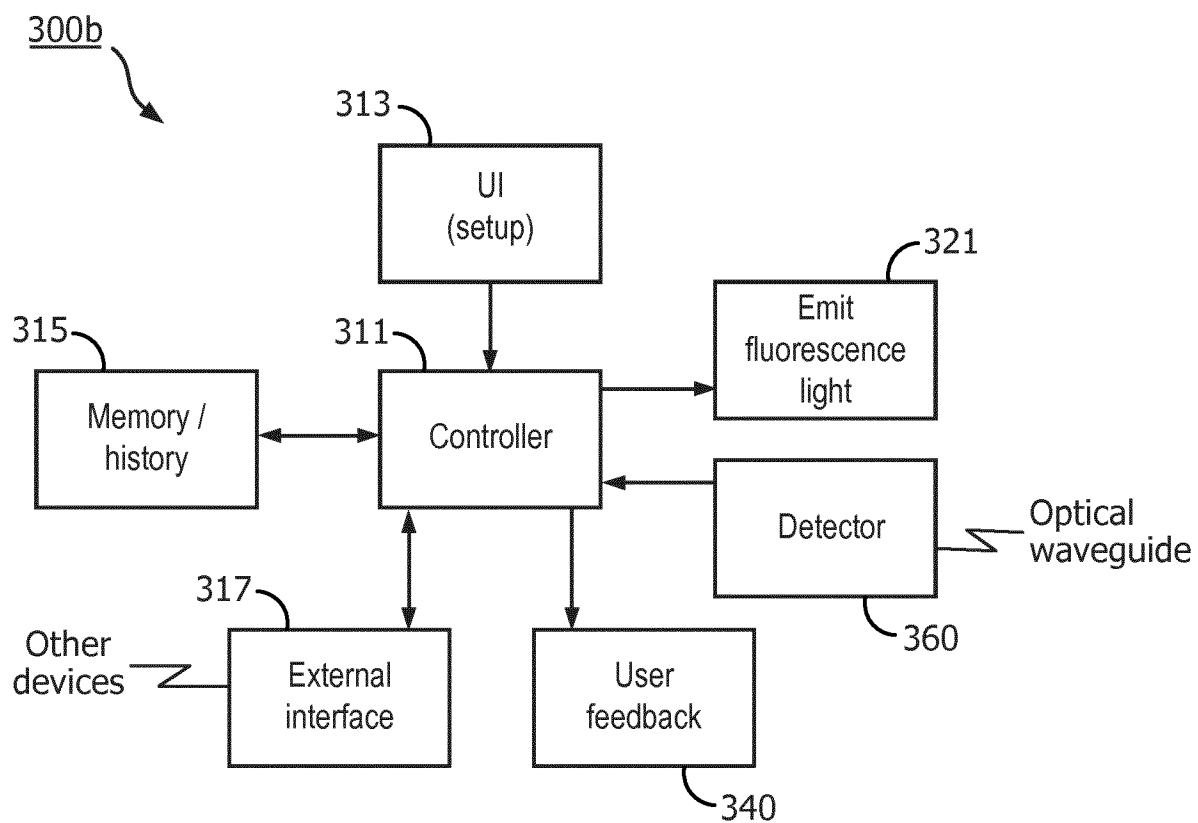 300b
313
UI
(setup)
321
Emit
fluorescence
light
315
Memory /
history
311
Controller
Detector
Optical
waveguide
360
317
External
interface
Other
devices
User
feedback
340